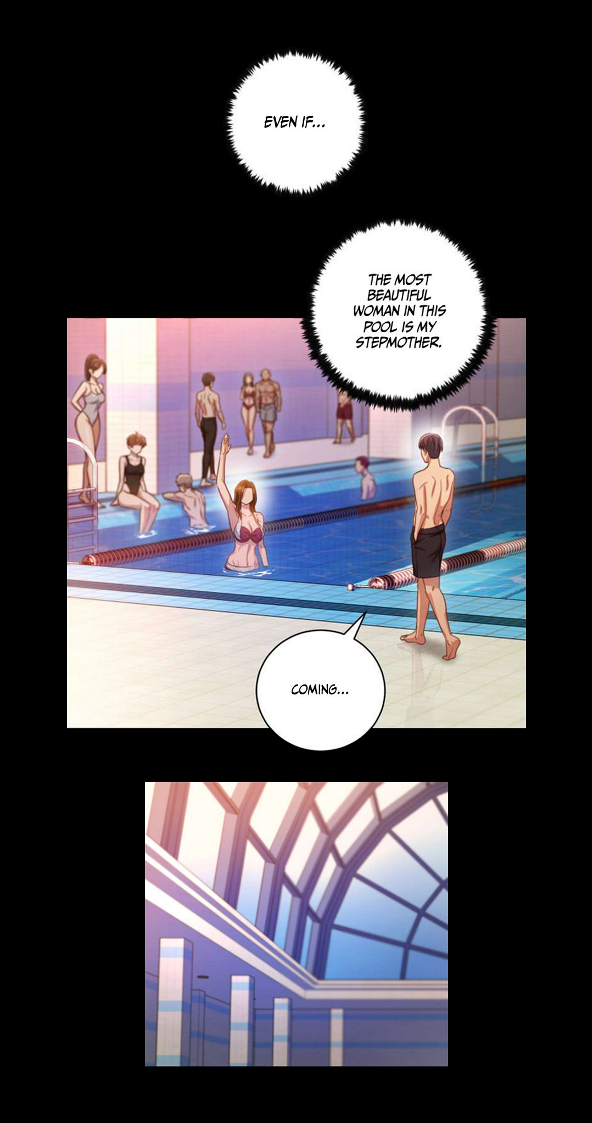 EVEN IF...
THE MOST
BEAUTIFUL
WOMAN IN THIS
POOL IS MY
STEPMOTHER.
COMING...